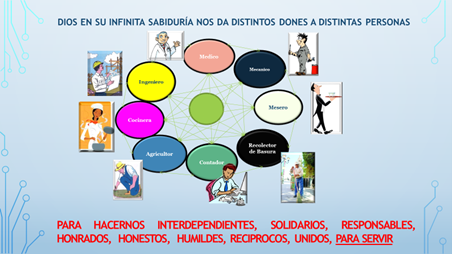 DIOS EN SU INFINITA SABIDURÍA NOS DA DISTINTOS DONES A DISTINTAS PERSONAS
Medico
Mecanico
Mesero
Recolector
de Basura
Contador
Agricultor
Cocinera
Ingeniero
PARA HACERNOS INTERDEPENDIENTES, SOLIDARIOS, RESPONSABLES,
HONRADOS, HONESTOS, HUMILDES, RECIPROCOS, UNIDOS, PARA SERVIR